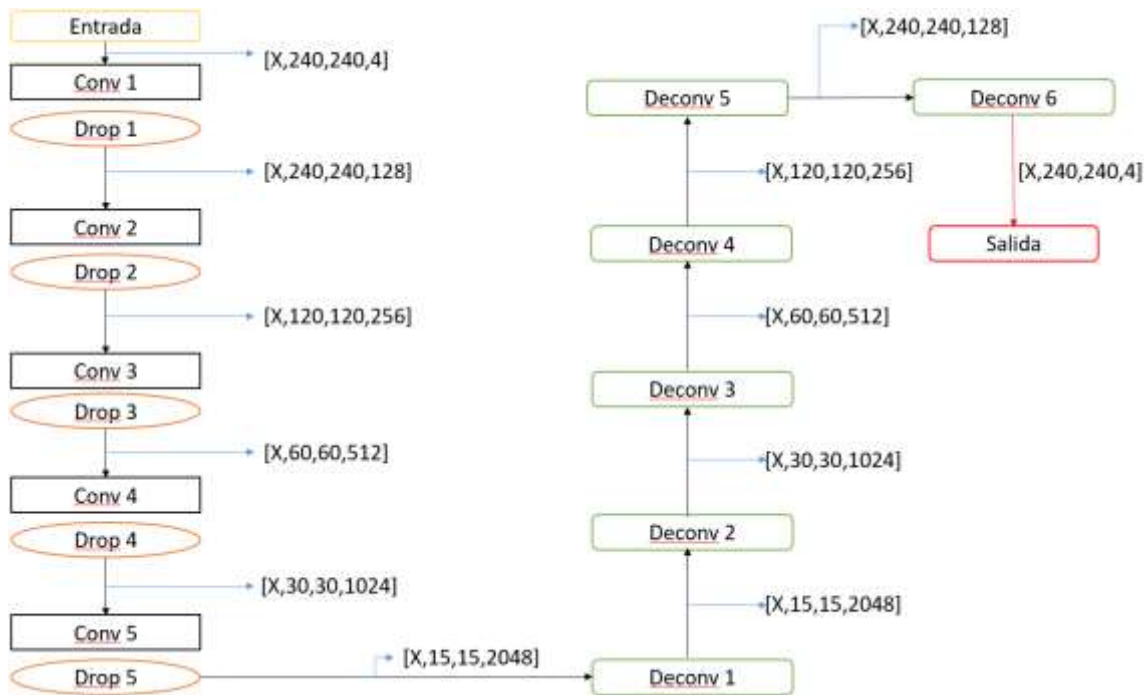 Entrada
[X,240,240,4]
Conv 1
Drop 1
[X,240,240,128]
Conv 2
Drop 2
[X,120,120,256]
Conv 3
Drop 3
[X,60,60,512]
Conv 4
Drop 4
[X,30,30,1024]
Conv 5
Drop 5
[X,15,15,2048]
Deconv 1
[X,15,15,2048]
Deconv 2
[X,30,30,1024]
Deconv 3
[X,60,60,512]
Deconv 4
[X,120,120,256]
Deconv 5
[X,240,240,128]
Deconv 6
[X,240,240,4]
Salida